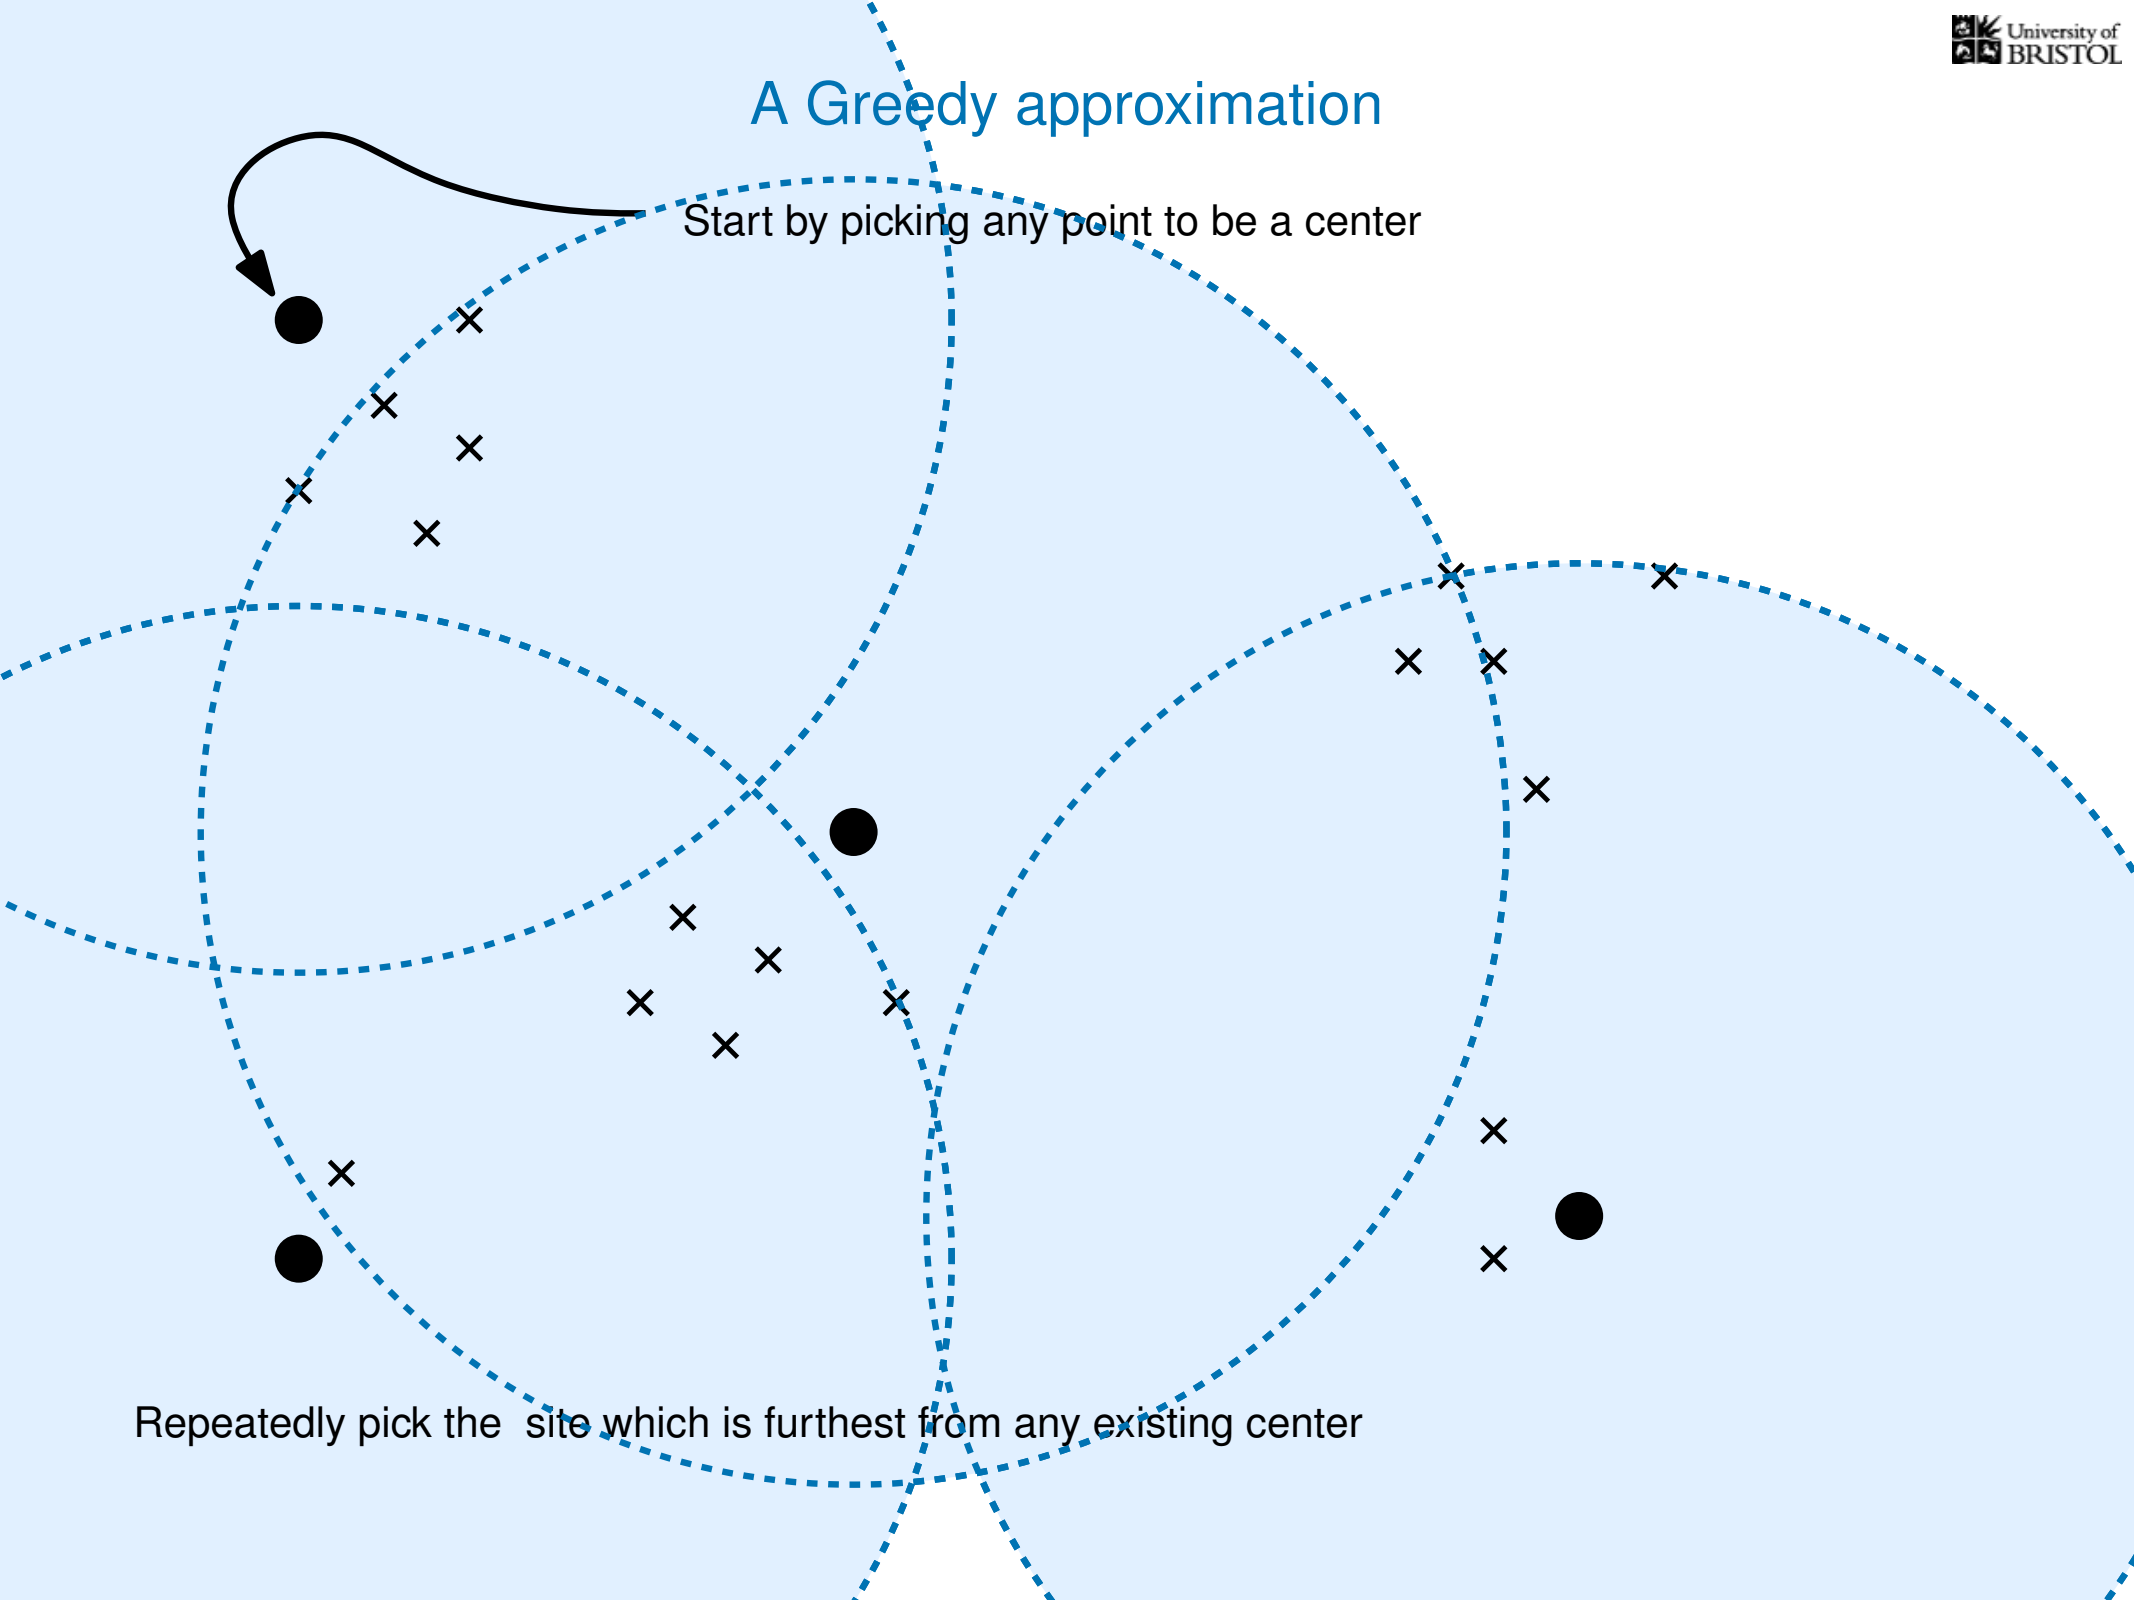 University of
BRISTOL
A Greedy approximation
Start by picking any point to be a center
Repeatedly pick the site which is furthest from any existing center